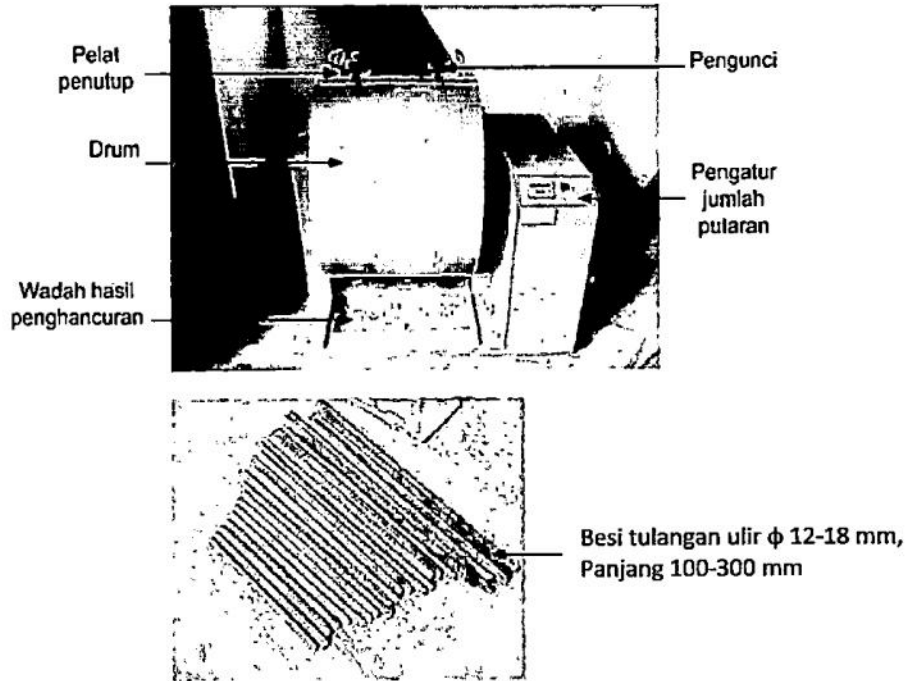 Pelat
penutup
Pengunci
Drum
Pengatur
jumlah
putaran
Wadah hasil
penghancuran
Besi tulangan ulir ϕ 12-18 mm,
Panjang 100-300 mm